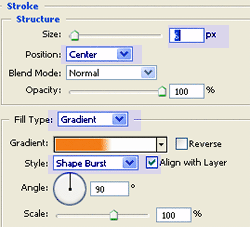 Stroke
Structure
Size: px
Position: Center
Blend Mode: Normal
Opacity: 100 %
Fill Type: Gradient
Gradient: Reverse
Style: Shape Burst Align with Layer
Angle: 90 °
Scale: 100 %